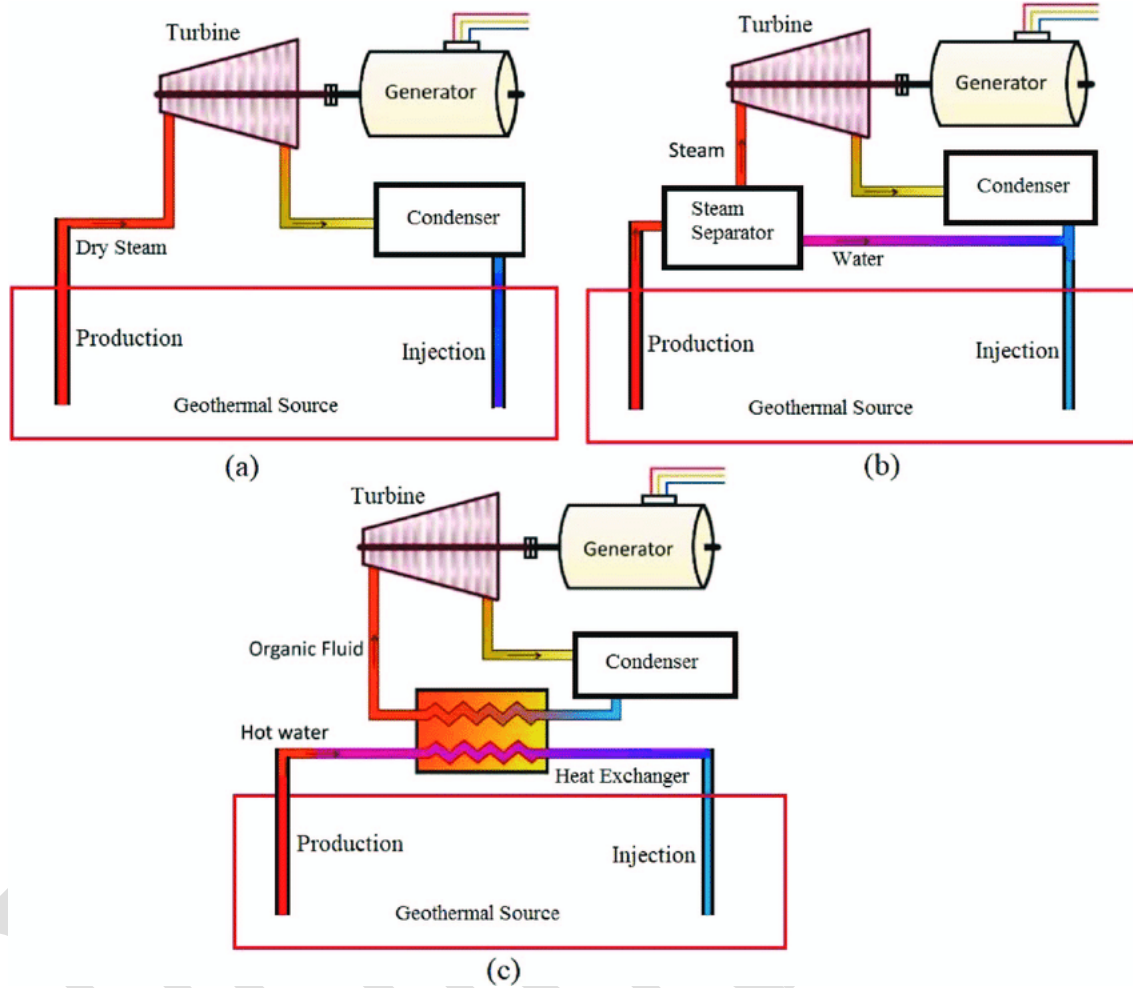 Turbine
Generator
Condenser
Dry Steam
Production
Injection
Geothermal Source
(a)
Turbine
Generator
Steam
Condenser
Steam
Separator
Water
Production
Injection
Geothermal Source
(b)
Turbine
Generator
Organic Fluid
Condenser
Hot water
Heat Exchanger
Production
Injection
Geothermal Source
(c)